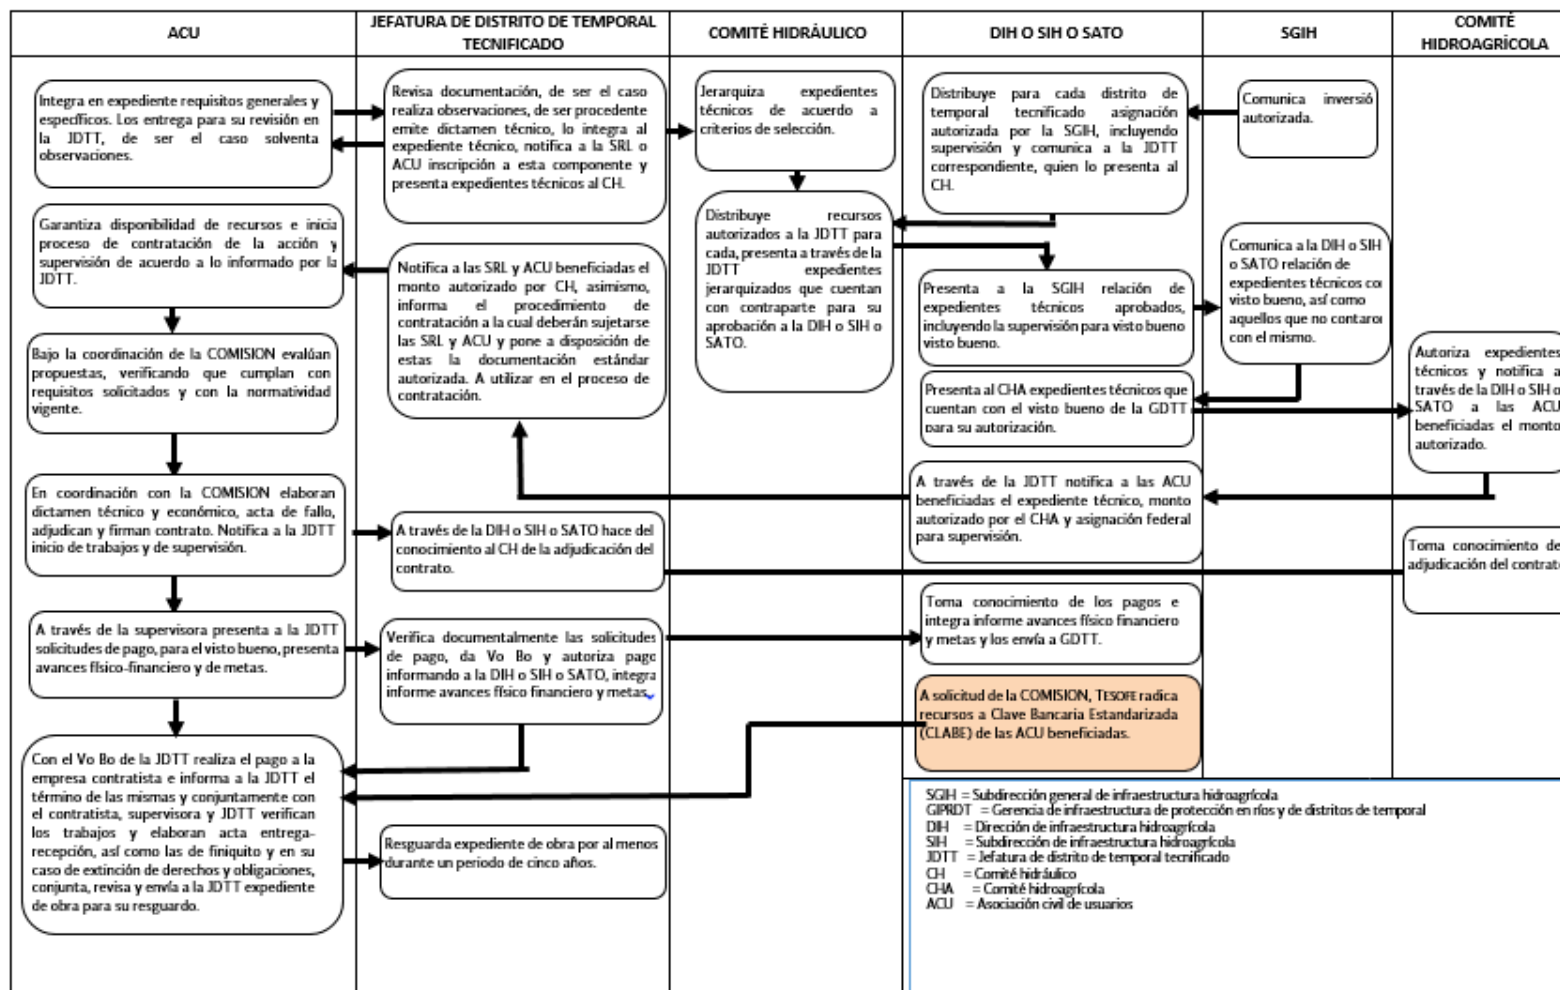 ACU
JEFATURA DE DISTRITO DE TEMPORAL
TECNIFICADO
COMITÉ HIDRÁULICO
DIH O SIH O SATO
SGIH
COMITÉ
HIDROAGRÍCOLA
Integra en expediente requisitos generales y
específicos. Los entrega para su revisión en
la JDTT, de ser el caso solventa
observaciones.
Garantiza disponibilidad de recursos e inicia
proceso de contratación de la acción y
supervisión de acuerdo a lo informado por la
JDTT.
Bajo la coordinación de la COMISION evalúan
propuestas, verificando que cumplan con
requisitos solicitados y con la normatividad
vigente.
En coordinación con la COMISION elaboran
dictamen técnico y económico, acta de fallo,
adjudican y firman contrato. Notifica a la JDTT
inicio de trabajos y de supervisión.
A través de la supervisora presenta a la JDTT
solicitudes de pago, para el visto bueno, presenta
avances físico-financiero y de metas.
Con el Vo Bo de la JDTT realiza el pago a la
empresa contratista e informa a la JDTT el
término de las mismas y conjuntamente con
el contratista, supervisora y JDTT verifican
los trabajos y elaboran acta entrega-
recepción, así como las de finiquito y en su
caso de extinción de derechos y obligaciones,
conjunta, revisa y envía a la JDTT expediente
de obra para su resguardo.
Revisa documentación, de ser el caso
realiza observaciones, de ser procedente
emite dictamen técnico, lo integra al
expediente técnico, notifica a la SRL o
ACU inscripción a esta componente y
presenta expedientes técnicos al CH.
Notifica a las SRL y ACU beneficiadas el
monto autorizado por CH, asimismo,
informa el procedimiento de
contratación a la cual deberán sujetarse
las SRL y ACU y pone a disposición de
estas la documentación estándar
autorizada. A utilizar en el proceso de
contratación.
A través de la DIH o SIH o SATO hace del
conocimiento al CH de la adjudicación del
contrato.
Verifica documentalmente las solicitudes
de pago, da Vo Bo y autoriza pago
informando a la DIH o SIH o SATO, integra
informe avances físico financiero y metas.
Resguarda expediente de obra por al menos
durante un periodo de cinco años.
Jerarquiza expedientes
técnicos de acuerdo a
criterios de selección.
Distribuye recursos
autorizados a la JDTT para
cada, presenta a través de la
JDTT expedientes
jerarquizados que cuentan
con contraparte para su
aprobación a la DIH o SIH o
SATO.
Distribuye para cada distrito de
temporal tecnificado asignación
autorizada por la SGIH, incluyendo
supervisión y comunica a la JDTT
correspondiente, quien lo presenta al
CH.
Presenta a la SGIH relación de
expedientes técnicos aprobados,
incluyendo la supervisión para visto bueno
visto bueno.
Presenta al CHA expedientes técnicos que
cuentan con el visto bueno de la GDTT
para su autorización.
A través de la JDTT notifica a las ACU
beneficiadas el expediente técnico, monto
autorizado por el CHA y asignación federal
para supervisión.
Toma conocimiento de los pagos e
integra informe avances físico financiero
y metas y los envía a GDTT.
A solicitud de la COMISION, TESOFE radica
recursos a Clave Bancaria Estandarizada
(CLABE) de las ACU beneficiadas.
Comunica inversió
autorizada.
Comunica a la DIH o SIH
o SATO relación de
expedientes técnicos co
visto bueno, así como
aquellos que no contaro
con el mismo.
Autoriza expedientes
técnicos y notifica a
través de la DIH o SIH o
SATO a las ACU
beneficiadas el monto
autorizado.
Toma conocimiento de
adjudicación del contrat
SGIH = Subdirección general de infraestructura hidroagrícola
GIPRDT = Gerencia de infraestructura de protección en ríos y de distritos de temporal
DIH = Dirección de infraestructura hidroagrícola
SIH = Subdirección de infraestructura hidroagrícola
JDTT = Jefatura de distrito de temporal tecnificado
CH = Comité hidráulico
CHA = Comité hidroagrícola
ACU = Asociación civil de usuarios